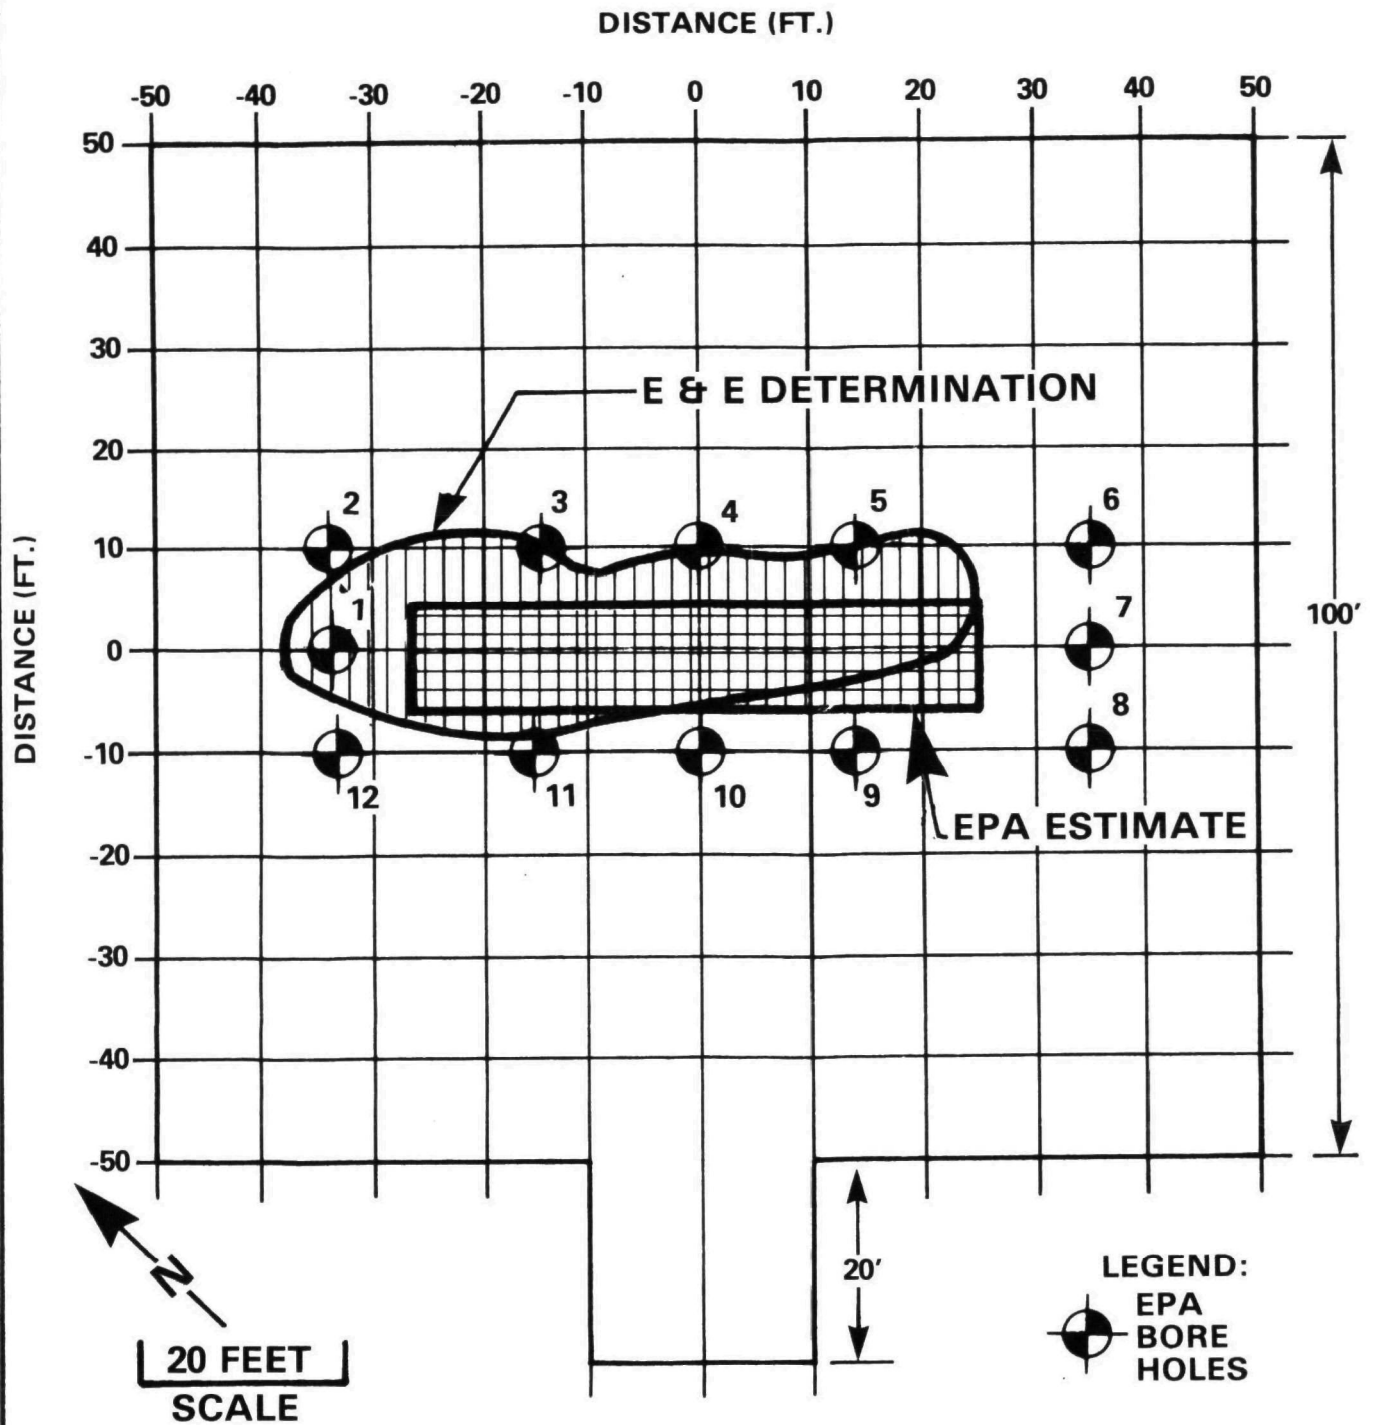 DISTANCE (FT.)
-50 -40 -30 -20 -10 0 10 20 30 40 50
50
40
30
E & E DETERMINATION
20
2 3 4 5 6
10
1 7
0
100'
DISTANCE (FT.)
8
-10
12 11 10 9
EPA ESTIMATE
-20
-30
-40
-50
N
20'
LEGEND:
EPA
BORE
HOLES
20 FEET
SCALE